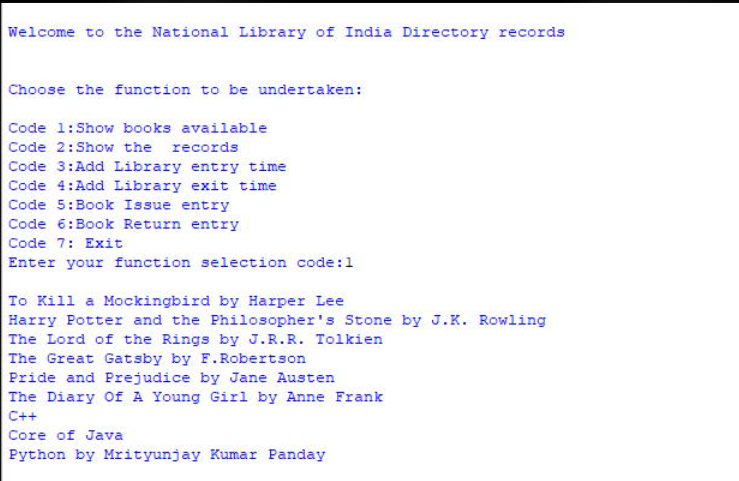 Welcome to the National Library of India Directory records
Choose the function to be undertaken:
Code 1:Show books available
Code 2:Show the  records
Code 3:Add Library entry time
Code 4:Add Library exit time
Code 5:Book Issue entry
Code 6:Book Return entry
Code 7: Exit
Enter your function selection code:1
To Kill a Mockingbird by Harper Lee
Harry Potter and the Philosopher's Stone by J.K. Rowling
The Lord of the Rings by J.R.R. Tolkien
The Great Gatsby by F.Robertson
Pride and Prejudice by Jane Austen
The Diary Of A Young Girl by Anne Frank
C++
Core of Java
Python by Mrityunjay Kumar Panday